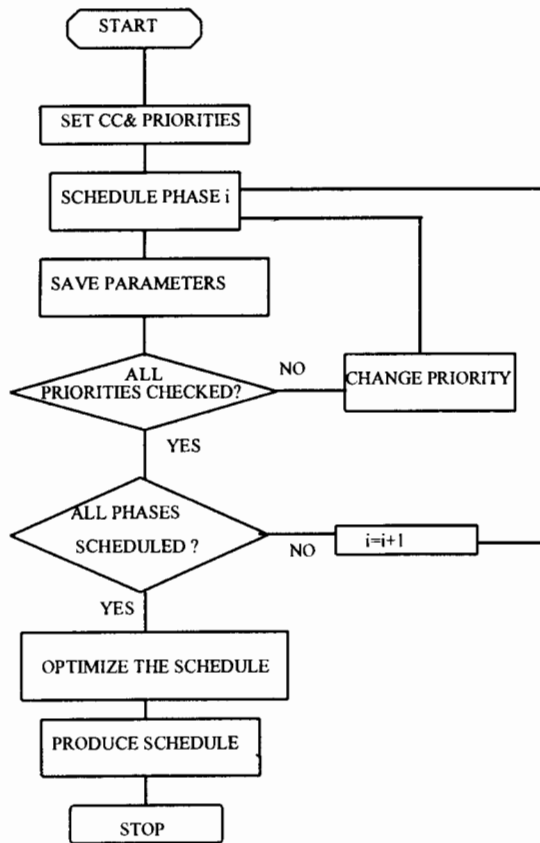 START
SET CC& PRIORITIES
SCHEDULE PHASE i
SAVE PARAMETERS
ALL
PRIORITIES CHECKED?
NO
CHANGE PRIORITY
YES
ALL PHASES
SCHEDULED ?
NO
i=i+1
YES
OPTIMIZE THE SCHEDULE
PRODUCE SCHEDULE
STOP